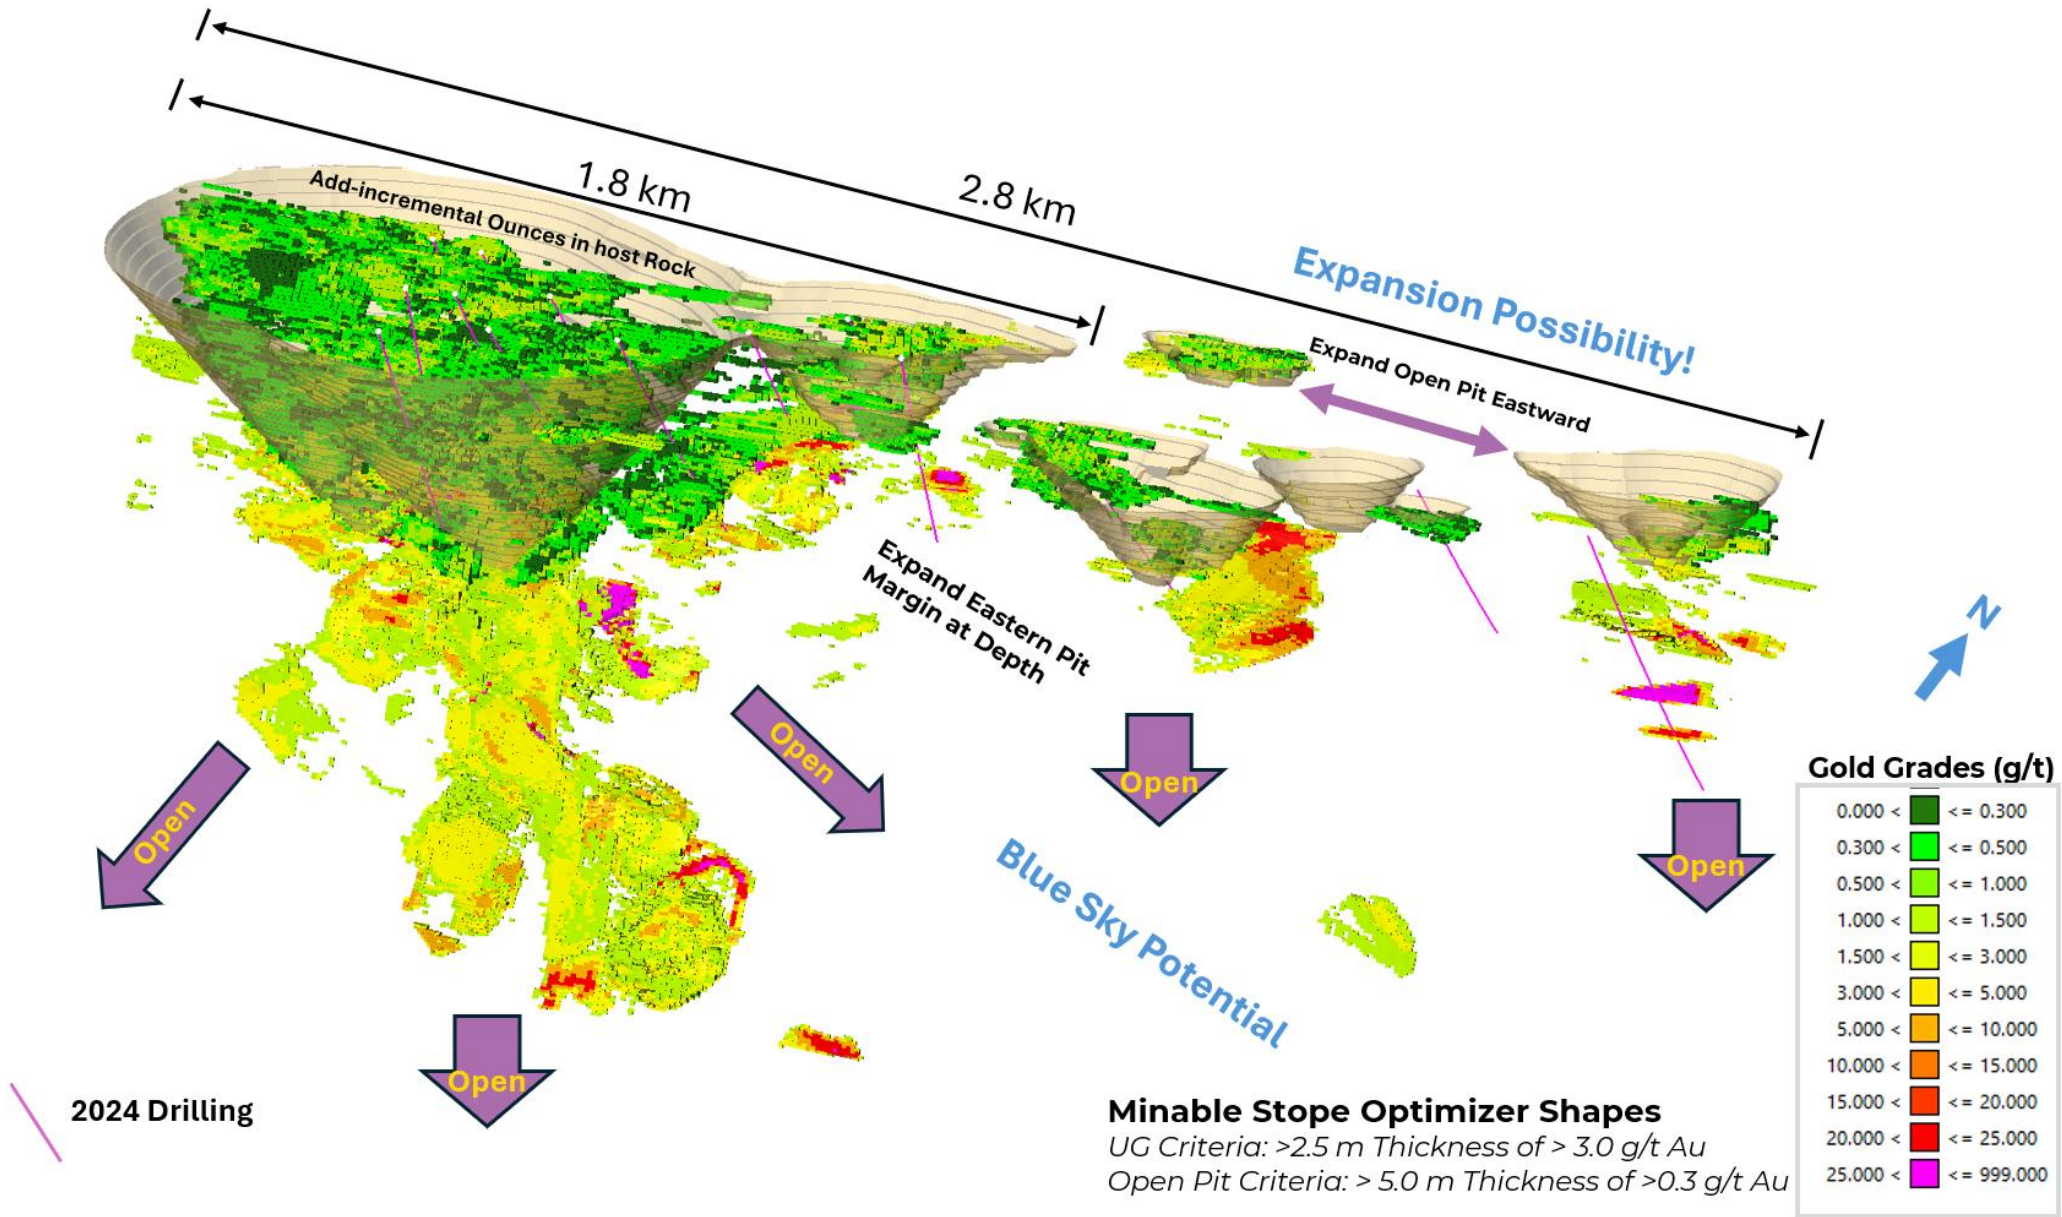 2.8 km
1.8 km
Add-incremental Ounces in host Rock
Expansion Possibility!
Expand Open Pit Eastward
Expand Eastern Pit
Margin at Depth
N
Open
Open
Open
Open
Open
Blue Sky Potential
2024 Drilling
Minable Stope Optimizer Shapes
UG Criteria: >2.5 m Thickness of > 3.0 g/t Au
Open Pit Criteria: > 5.0 m Thickness of >0.3 g/t Au
Gold Grades (g/t)
0.000 < <= 0.300
0.300 < <= 0.500
0.500 < <= 1.000
1.000 < <= 1.500
1.500 < <= 3.000
3.000 < <= 5.000
5.000 < <= 10.000
10.000 < <= 15.000
15.000 < <= 20.000
20.000 < <= 25.000
25.000 < <= 999.000